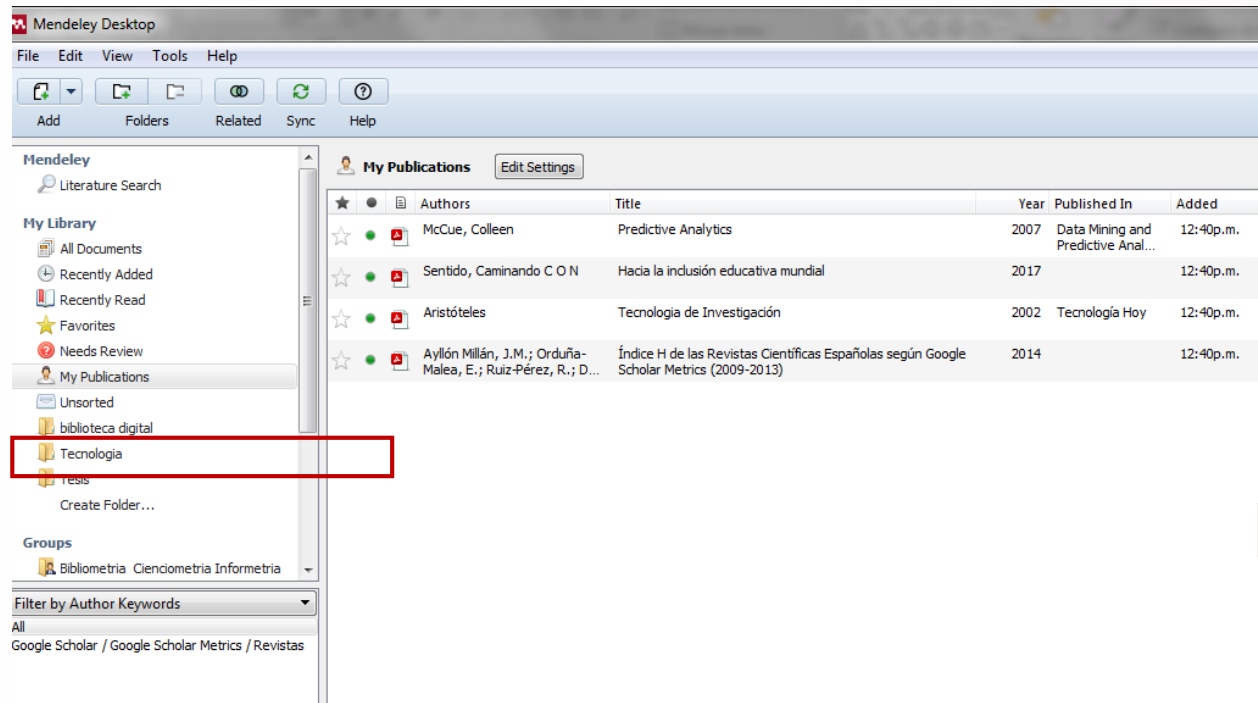 Mendeley Desktop
File Edit View Tools Help
Add Folders Related Sync Help
Mendeley
Literature Search
My Library
All Documents
Recently Added
Recently Read
Favorites
Needs Review
My Publications
Unsorted
biblioteca digital
Tecnologia
Tesis
Create Folder...
Groups
Bibliometria Cienciometria Informetria
Filter by Author Keywords
All
Google Scholar / Google Scholar Metrics / Revistas
My Publications Edit Settings
Authors Title Year Published In Added
McCue, Colleen Predictive Analytics 2007 Data Mining and 12:40p.m.
Predictive Anal...
Sentido, Caminando C O N Hacia la inclusión educativa mundial 2017 12:40p.m.
Aristóteles Tecnologia de Investigación 2002 Tecnología Hoy 12:40p.m.
Ayllón Millán, J.M.; Orduña- Índice H de las Revistas Científicas Españolas según Google 2014 12:40p.m.
Malea, E.; Ruiz-Pérez, R.; D... Scholar Metrics (2009-2013)